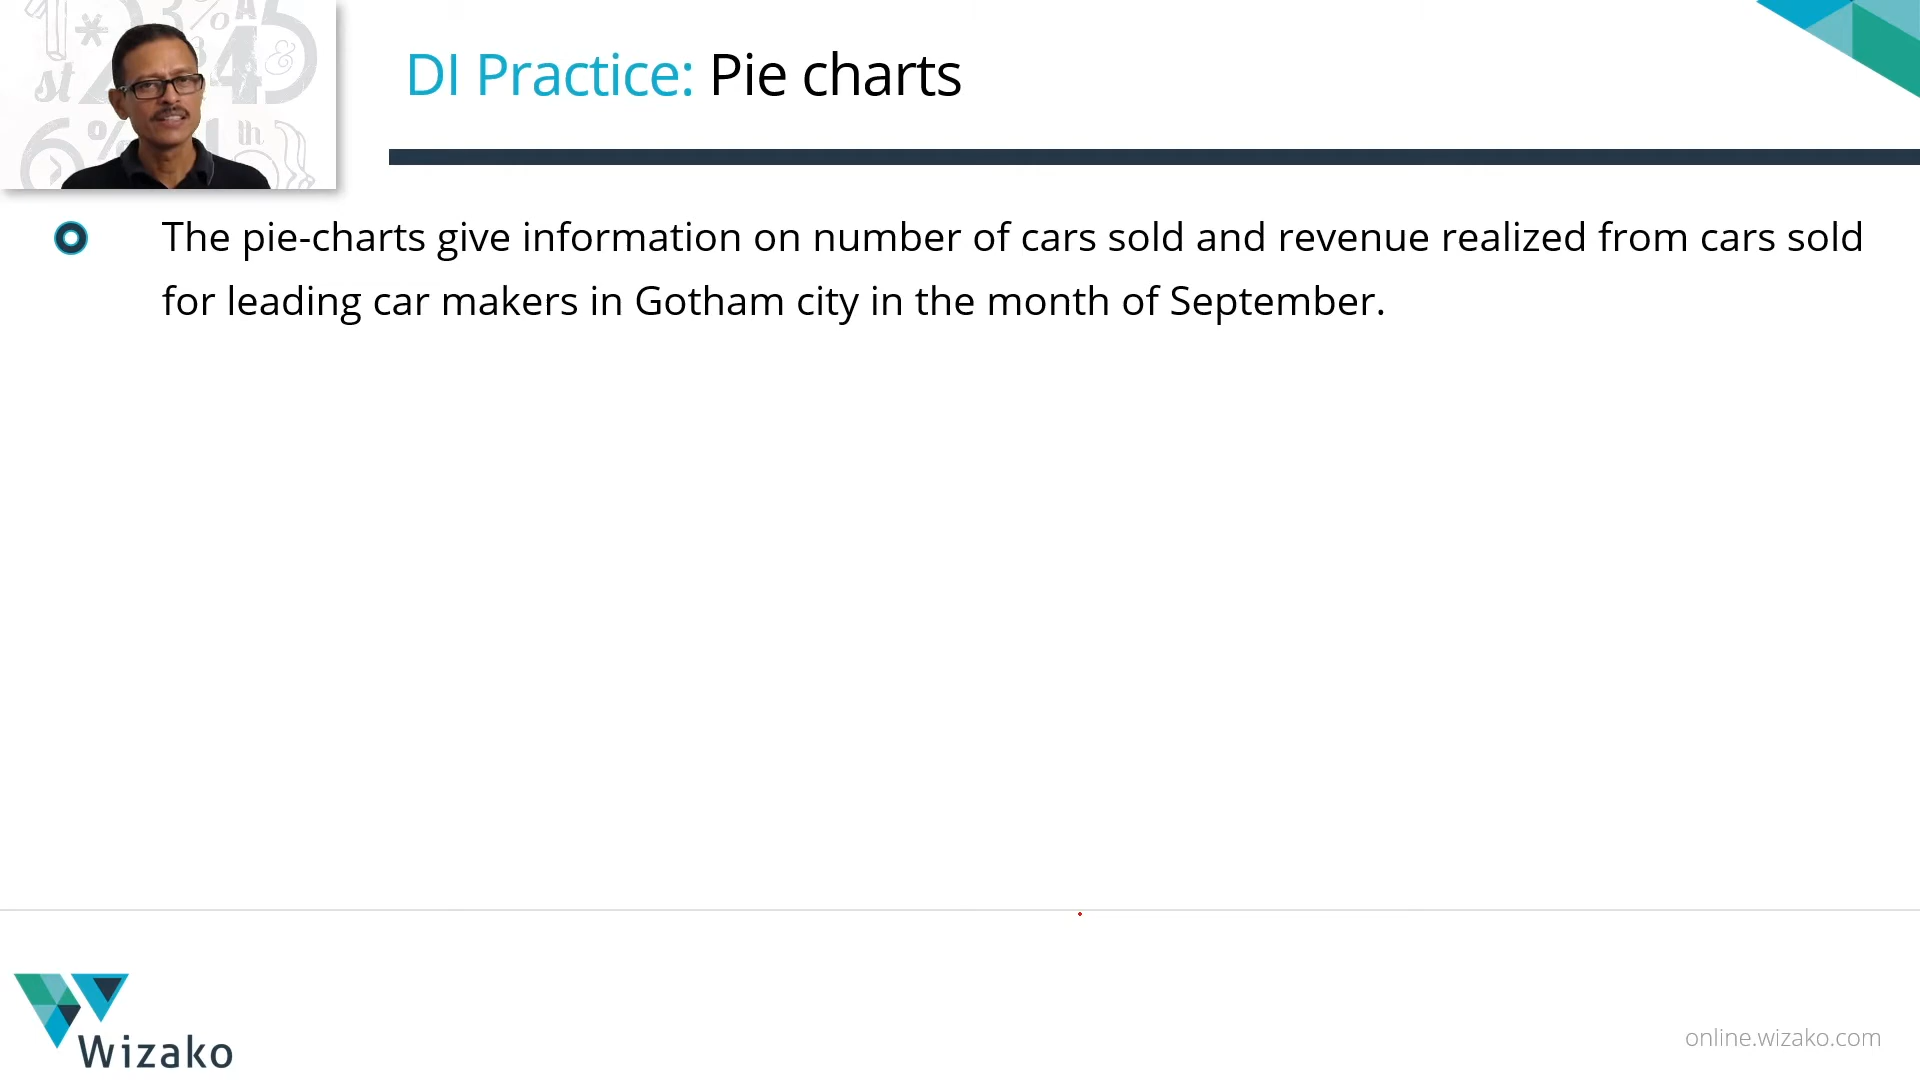 DI Practice: Pie charts
The pie-charts give information on number of cars sold and revenue realized from cars sold
for leading car makers in Gotham city in the month of September.
Wizako
online.wizako.com